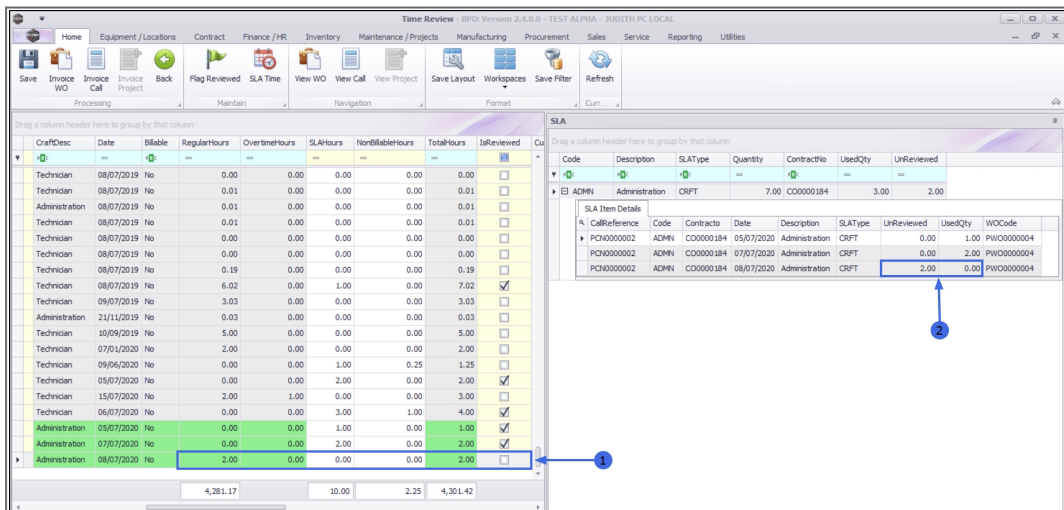 Time Review - BPO: Version 2.4.0.0 - TEST ALPHA - JUDITH PC LOCAL
Home Equipment / Locations Contract Finance / HR Inventory Maintenance / Projects Manufacturing Procurement Sales Service Reporting Utilities
Save Invoice WO Invoice Call Invoice Project Back Flag Reviewed SLA Time View WO View Call View Project Save Layout Workspaces Save Filter Refresh
Processing Maintain Navigation Format Curr...
Drag a column header here to group by that column
CraftDesc Date Billable RegularHours OvertimeHours SLAHours NonBillableHours TotalHours IsReviewed Cu
Technician 08/07/2019 No 0.00 0.00 0.00 0.00 0.00
Technician 08/07/2019 No 0.01 0.00 0.00 0.00 0.01
Administration 08/07/2019 No 0.01 0.00 0.00 0.00 0.01
Technician 08/07/2019 No 0.01 0.00 0.00 0.00 0.01
Technician 08/07/2019 No 0.00 0.00 0.00 0.00 0.00
Technician 08/07/2019 No 0.00 0.00 0.00 0.00 0.00
Technician 08/07/2019 No 0.19 0.00 0.00 0.00 0.19
Technician 08/07/2019 No 6.02 0.00 1.00 0.00 7.02
Technician 09/07/2019 No 3.03 0.00 0.00 0.00 3.03
Administration 21/11/2019 No 0.03 0.00 0.00 0.00 0.03
Technician 10/09/2019 No 5.00 0.00 0.00 0.00 5.00
Technician 07/01/2020 No 2.00 0.00 0.00 0.00 2.00
Technician 09/06/2020 No 0.00 0.00 1.00 0.25 1.25
Technician 05/07/2020 No 0.00 0.00 2.00 0.00 2.00
Technician 15/07/2020 No 2.00 1.00 0.00 0.00 3.00
Technician 06/07/2020 No 0.00 0.00 3.00 1.00 4.00
Administration 05/07/2020 No 0.00 0.00 1.00 0.00 1.00
Administration 07/07/2020 No 0.00 0.00 2.00 0.00 2.00
Administration 08/07/2020 No 2.00 0.00 0.00 0.00 2.00
1
4,281.17 10.00 2.25 4,301.42
SLA
Drag a column header here to group by that column
Code Description SLAType Quantity ContractNo UsedQty UnReviewed
ADMN Administration CRFT 7.00 CO0000184 3.00 2.00
SLA Item Details
CallReference Code Contracto Date Description SLAType UnReviewed UsedQty WOCode
PCN0000002 ADMN CO0000184 05/07/2020 Administration CRFT 0.00 1.00 PWO0000004
PCN0000002 ADMN CO0000184 07/07/2020 Administration CRFT 0.00 2.00 PWO0000004
PCN0000002 ADMN CO0000184 08/07/2020 Administration CRFT 2.00 0.00 PWO0000004
2